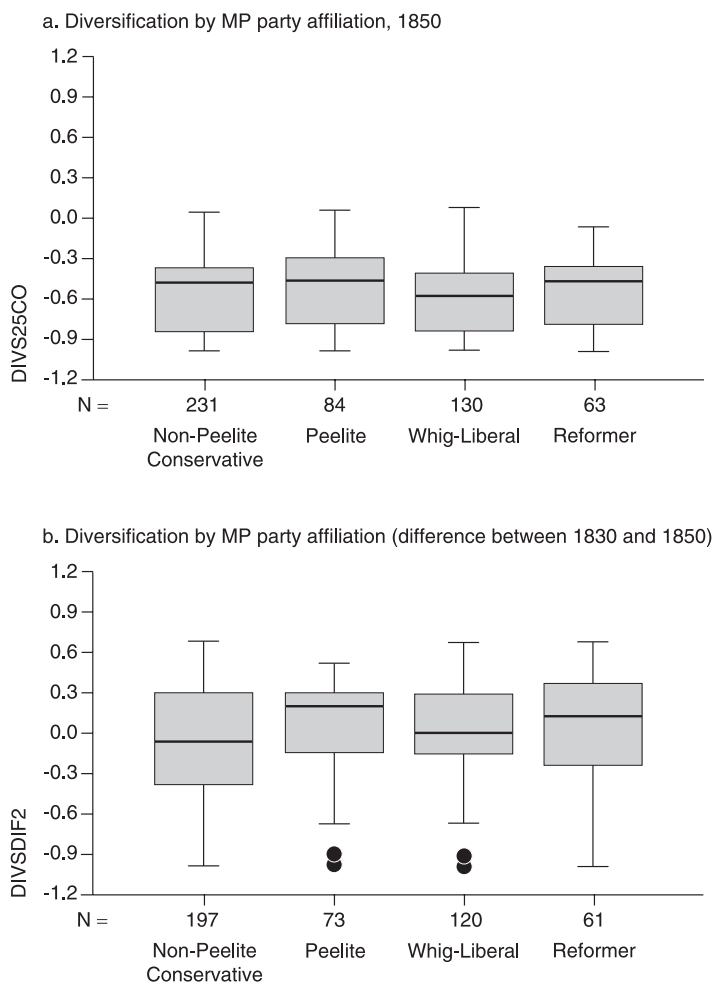 a. Diversification by MP party affiliation, 1850
1.2
0.9
0.6
0.3
0.0
-0.3
-0.6
-0.9
-1.2
DIVS25CO
N = 231 84 130 63
Non-Peelite Peelite Whig-Liberal Reformer
Conservative
b. Diversification by MP party affiliation (difference between 1830 and 1850)
1.2
0.9
0.6
0.3
0.0
-0.3
-0.6
-0.9
-1.2
DIVSDIF2
N = 197 73 120 61
Non-Peelite Peelite Whig-Liberal Reformer
Conservative